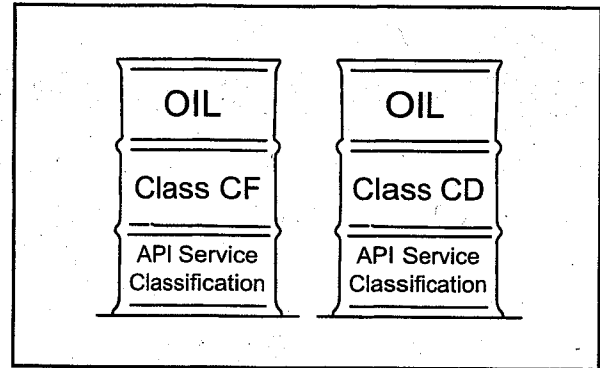 OIL
Class CF
API Service
Classification
OIL
Class CD
API Service
Classification